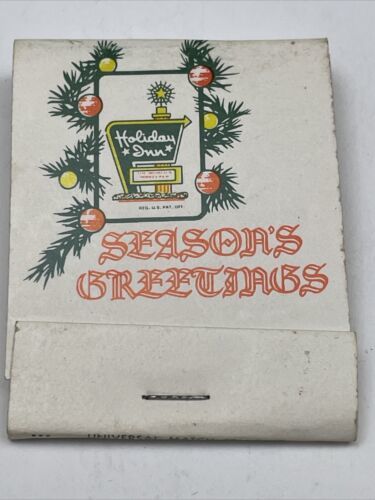 Holiday
Inn
REG. U.S. PAT. OFF.
SEASON'S
GREETINGS
UNIVERSAL MATCH